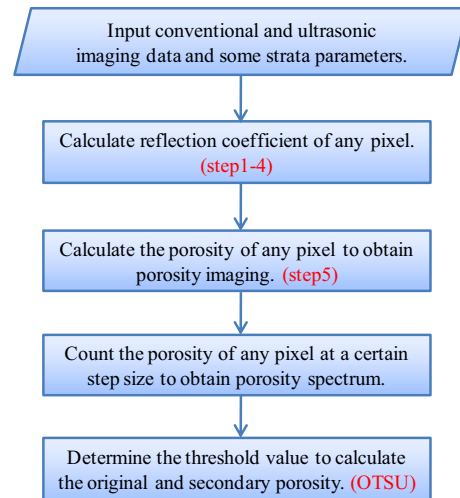 Input conventional and ultrasonic
imaging data and some strata parameters.
Calculate reflection coefficient of any pixel.
(step1-4)
Calculate the porosity of any pixel to obtain
porosity imaging. (step5)
Count the porosity of any pixel at a certain
step size to obtain porosity spectrum.
Determine the threshold value to calculate
the original and secondary porosity. (OTSU)